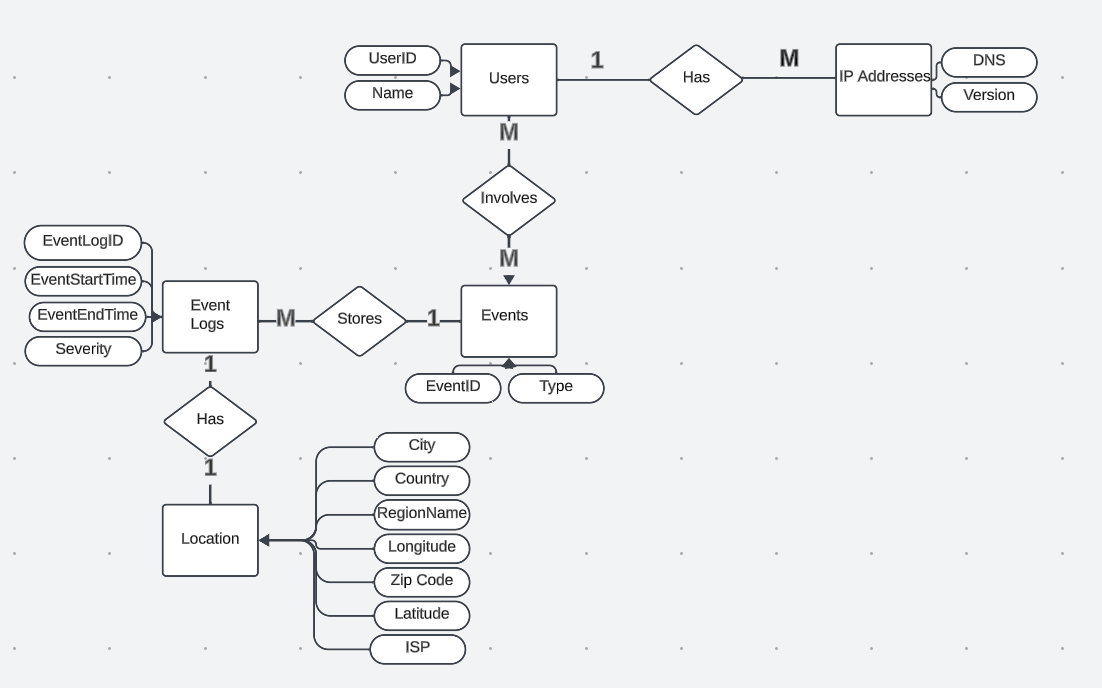 UserID
Name
Users
1
Has
M
IP Addresses
DNS
Version
M
Involves
M
EventLogID
EventStartTime
EventEndTime
Severity
Event
Logs
M
Stores
1
Events
EventID
Type
1
Has
1
Location
City
Country
RegionName
Longitude
Zip Code
Latitude
ISP